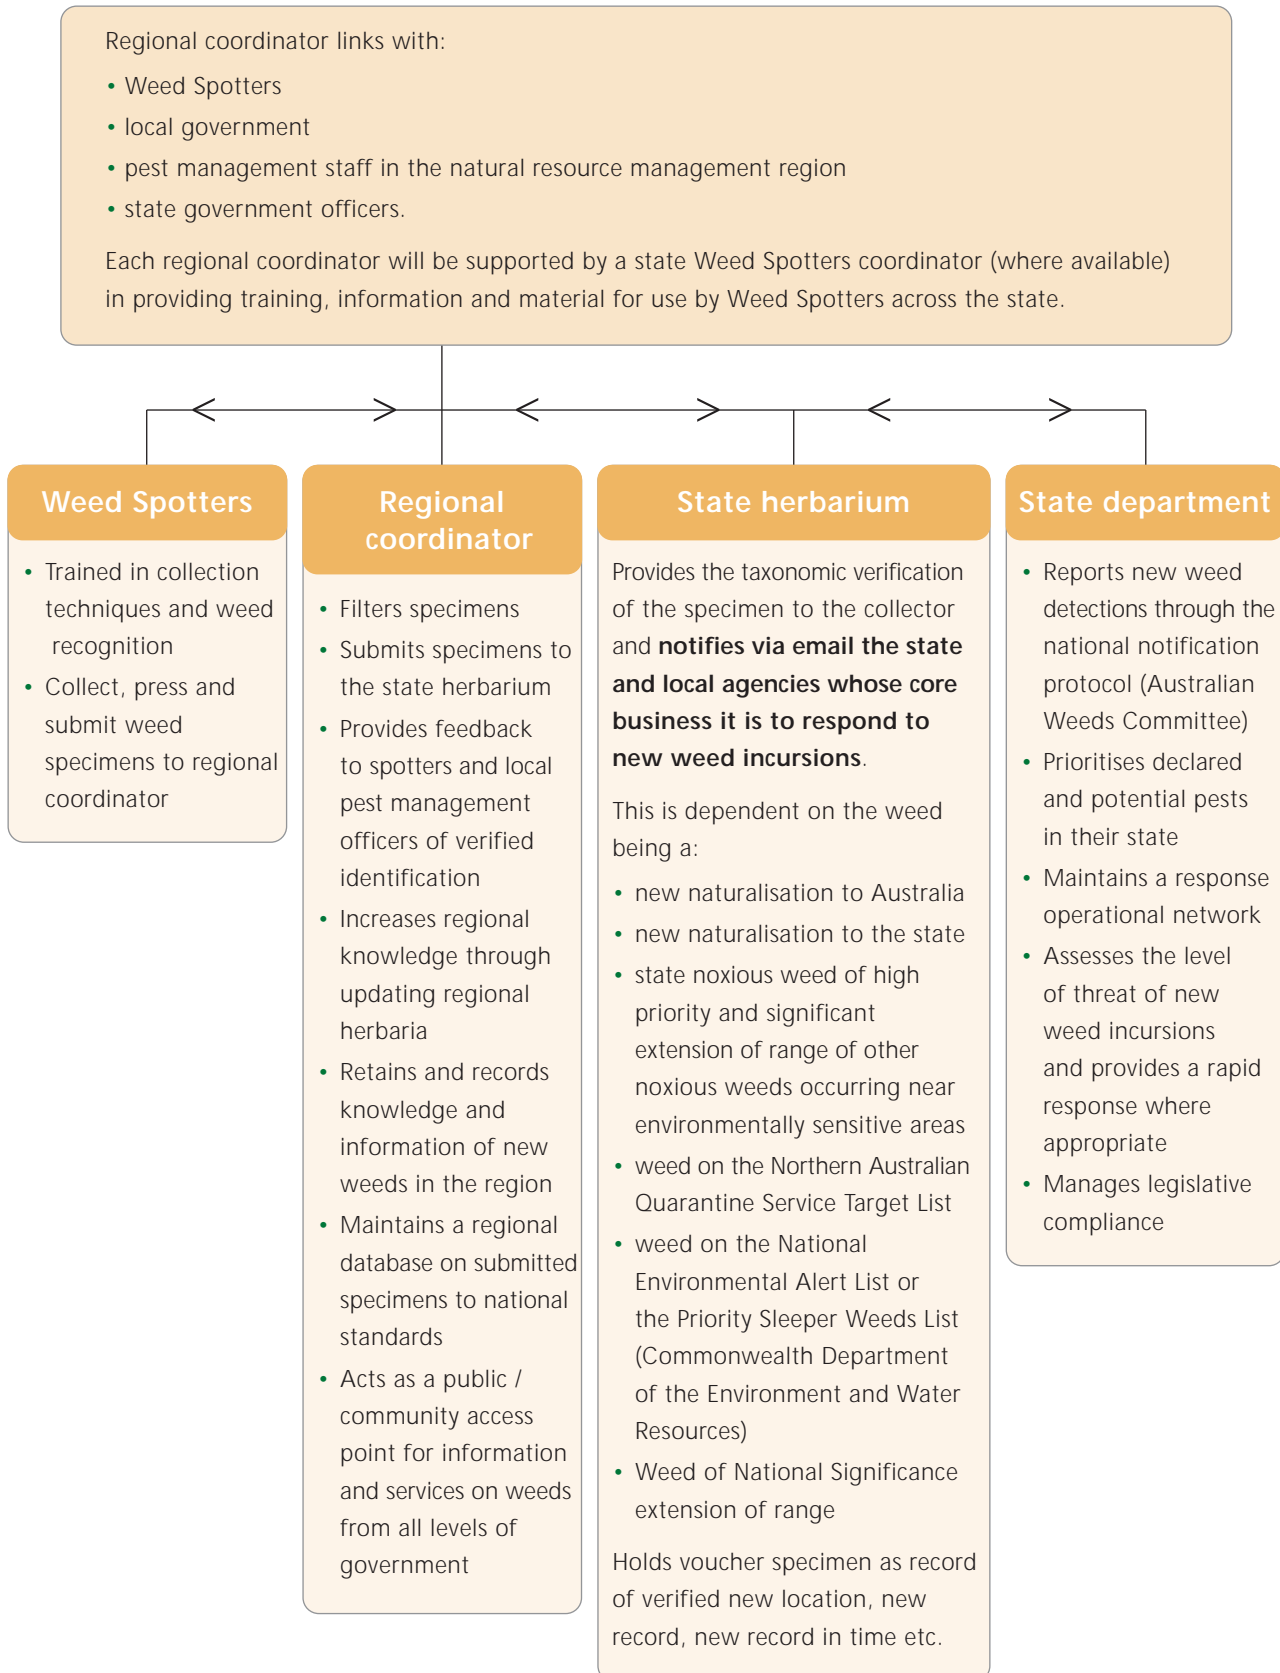 Regional coordinator links with:
• Weed Spotters
• local government
• pest management staff in the natural resource management region
• state government officers.
Each regional coordinator will be supported by a state Weed Spotters coordinator (where available)
in providing training, information and material for use by Weed Spotters across the state.
Weed Spotters
• Trained in collection
techniques and weed
recognition
• Collect, press and
submit weed
specimens to regional
coordinator
Regional
coordinator
• Filters specimens
• Submits specimens to
the state herbarium
• Provides feedback
to spotters and local
pest management
officers of verified
identification
• Increases regional
knowledge through
updating regional
herbaria
• Retains and records
knowledge and
information of new
weeds in the region
• Maintains a regional
database on submitted
specimens to national
standards
• Acts as a public /
community access
point for information
and services on weeds
from all levels of
government
State herbarium
Provides the taxonomic verification
of the specimen to the collector
and notifies via email the state
and local agencies whose core
business it is to respond to
new weed incursions.
This is dependent on the weed
being a:
• new naturalisation to Australia
• new naturalisation to the state
• state noxious weed of high
priority and significant
extension of range of other
noxious weeds occurring near
environmentally sensitive areas
• weed on the Northern Australian
Quarantine Service Target List
• weed on the National
Environmental Alert List or
the Priority Sleeper Weeds List
(Commonwealth Department
of the Environment and Water
Resources)
• Weed of National Significance
extension of range
Holds voucher specimen as record
of verified new location, new
record, new record in time etc.
State department
• Reports new weed
detections through the
national notification
protocol (Australian
Weeds Committee)
• Prioritises declared
and potential pests
in their state
• Maintains a response
operational network
• Assesses the level
of threat of new
weed incursions
and provides a rapid
response where
appropriate
• Manages legislative
compliance